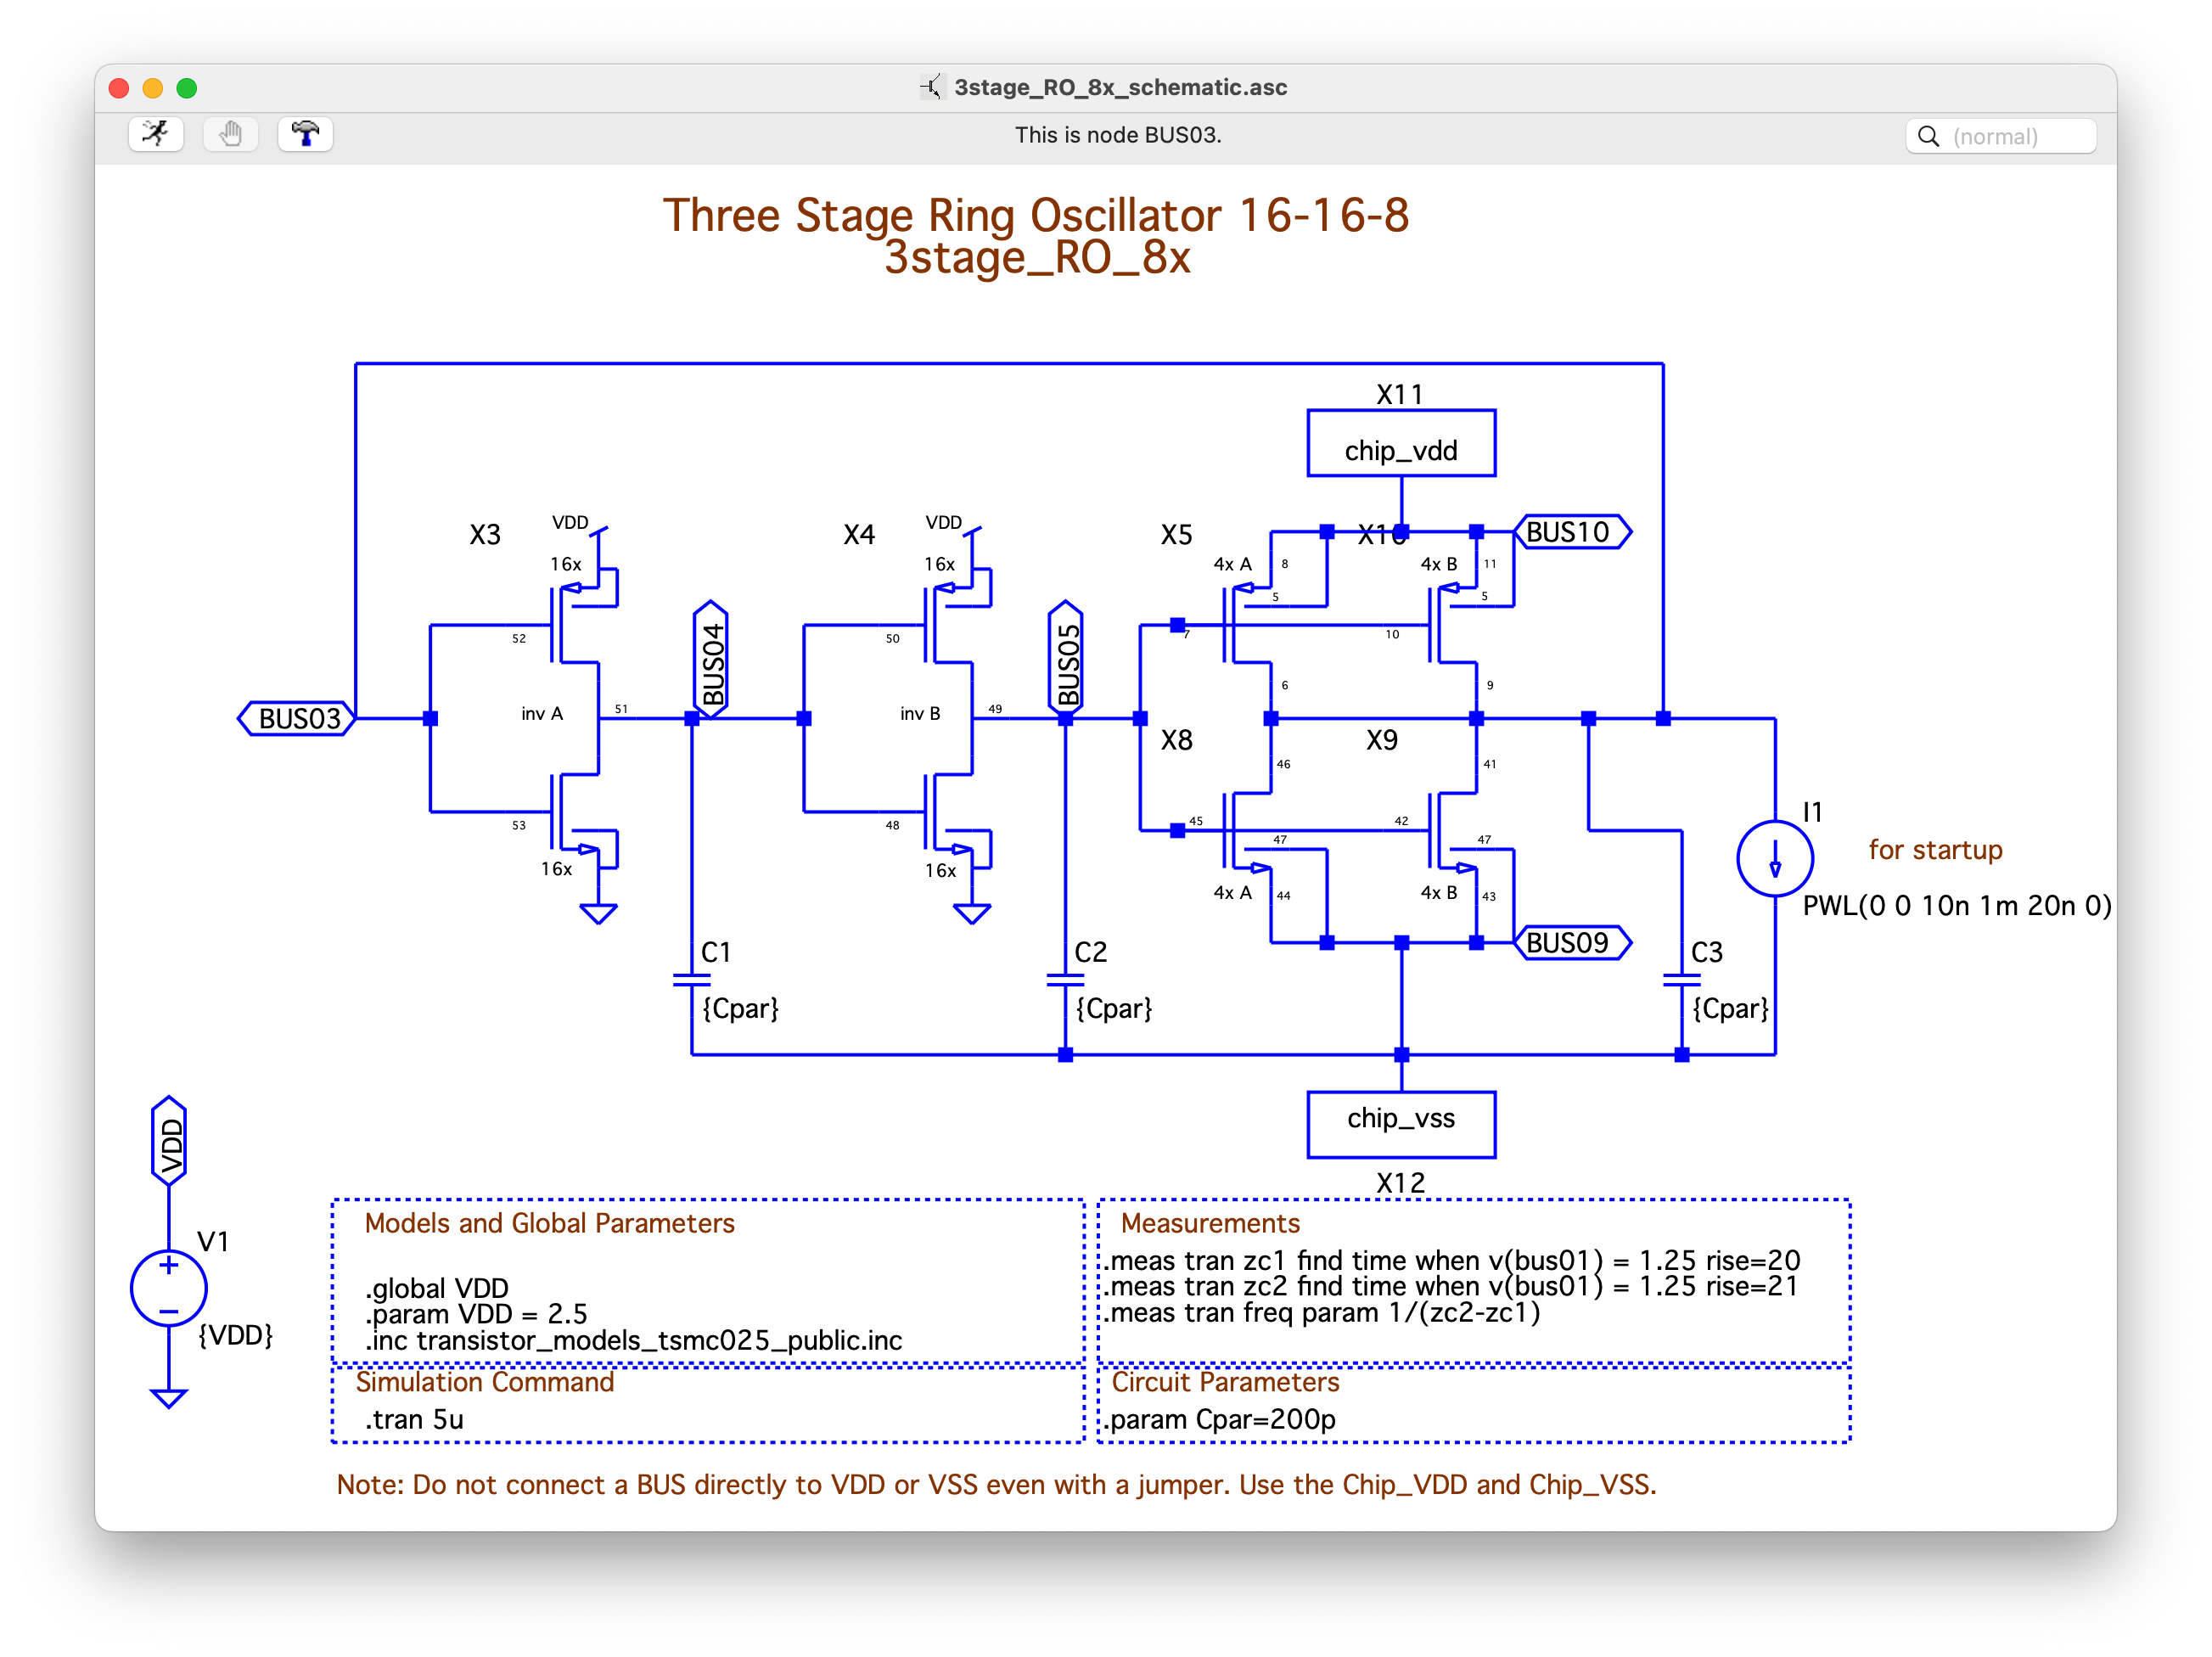 3stage_RO_8x_schematic.asc
This is node BUS03.
(normal)
Three Stage Ring Oscillator 16-16-8
3stage_RO_8x
X11
chip_vdd
X3
VDD
16x
52
inv A
51
53
16x
BUS03
BUS04
X4
VDD
16x
50
inv B
49
48
16x
BUS05
X5
4x A
8
5
7
6
X10
4x B
11
5
10
9
BUS10
X8
46
45
47
4x A
44
X9
41
42
47
4x B
43
BUS09
I1
for startup
PWL(0 0 10n 1m 20n 0)
C1
{Cpar}
C2
{Cpar}
C3
{Cpar}
chip_vss
X12
VDD
V1
{VDD}
Models and Global Parameters
.global VDD
.param VDD = 2.5
.inc transistor_models_tsmc025_public.inc
Measurements
.meas tran zc1 find time when v(bus01) = 1.25 rise=20
.meas tran zc2 find time when v(bus01) = 1.25 rise=21
.meas tran freq param 1/(zc2-zc1)
Simulation Command
.tran 5u
Circuit Parameters
.param Cpar=200p
Note: Do not connect a BUS directly to VDD or VSS even with a jumper. Use the Chip_VDD and Chip_VSS.